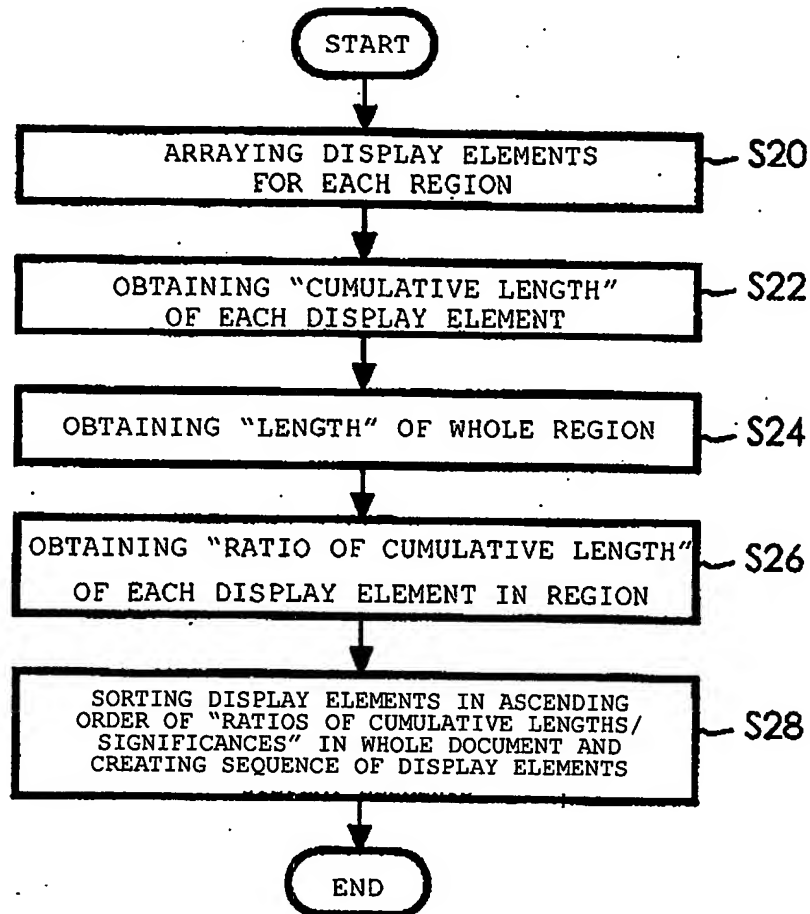 START
ARRAYING DISPLAY ELEMENTS
FOR EACH REGION
S20
OBTAINING "CUMULATIVE LENGTH"
OF EACH DISPLAY ELEMENT
S22
OBTAINING "LENGTH" OF WHOLE REGION
S24
OBTAINING "RATIO OF CUMULATIVE LENGTH"
OF EACH DISPLAY ELEMENT IN REGION
S26
SORTING DISPLAY ELEMENTS IN ASCENDING
ORDER OF "RATIOS OF CUMULATIVE LENGTHS/
SIGNIFICANCES" IN WHOLE DOCUMENT AND
CREATING SEQUENCE OF DISPLAY ELEMENTS
S28
END